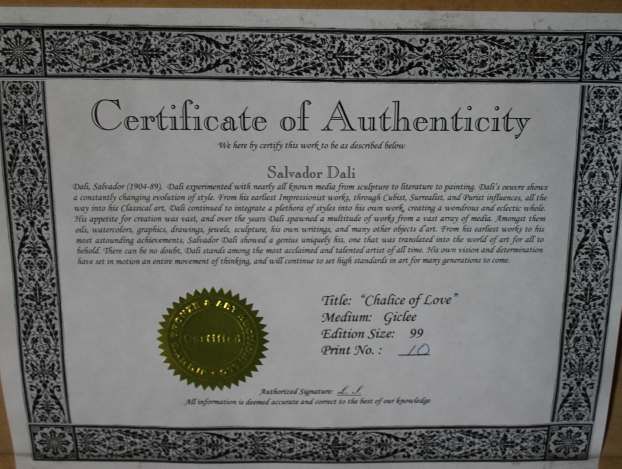 Certificate of Authenticity
We here by certify this work to be as described below
Salvador Dali
Dali, Salvador (1904-89). Dali experimented with nearly all known media from sculpture to literature to painting. Dali's oeuvre shows
a constantly changing evolution of style. From his earliest Impressionist works, through Cubist, Surrealist, and Purist influences, all the
way into his Classical art, Dali continued to integrate a plethora of styles into his own work, creating a wondrous and eclectic whole.
His appetite for creation was vast, and over the years Dali spawned a multitude of works from a vast array of media. Amongst them
oils, watercolors, graphics, drawings, jewels, sculpture, his own writings, and many other objects d'art. From his earliest works to his
most astounding achievements, Salvador Dali showed a genius uniquely his, one that was translated into the world of art for all to
behold. There can be no doubt, Dali stands among the most acclaimed and talented artist of all time. His own vision and determination
have set in motion an entire movement of thinking, and will continue to set high standards in art for many generations to come.
Title: "Chalice of Love"
Medium: Giclee
Edition Size: 99
Print No. : 10
Certified
Authorized Signature:
All information is deemed accurate and correct to the best of our knowledge